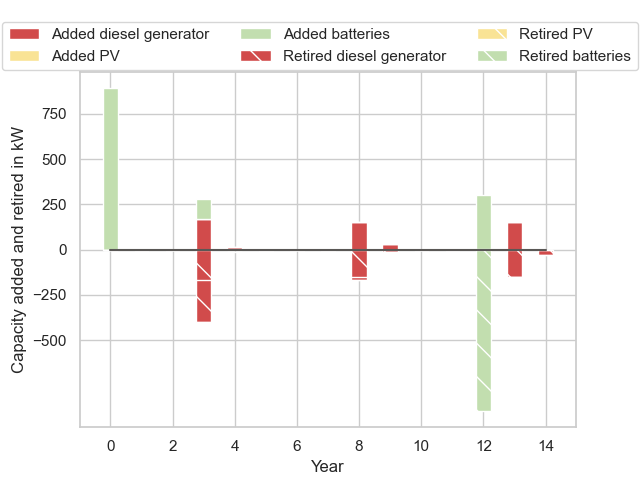 Added diesel generator
Added PV
Added batteries
Retired diesel generator
Retired PV
Retired batteries
Capacity added and retired in kW
750
500
250
0
−250
−500
0 2 4 6 8 10 12 14
Year